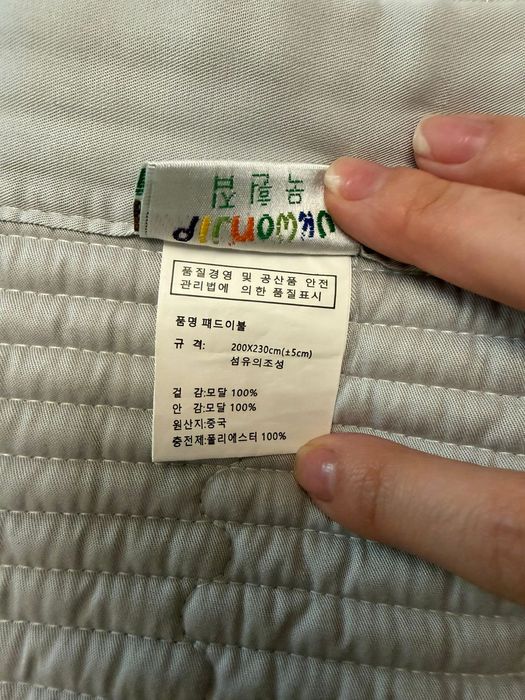 품질경영 및 공산품 안전
관리법에 의한 품질표시
품명 패드이불
규 격: 200X230cm(±5cm)
섬유의조성
겉 감:모달 100%
안 감:모달 100%
원산지:중국
충전제:폴리에스터 100%